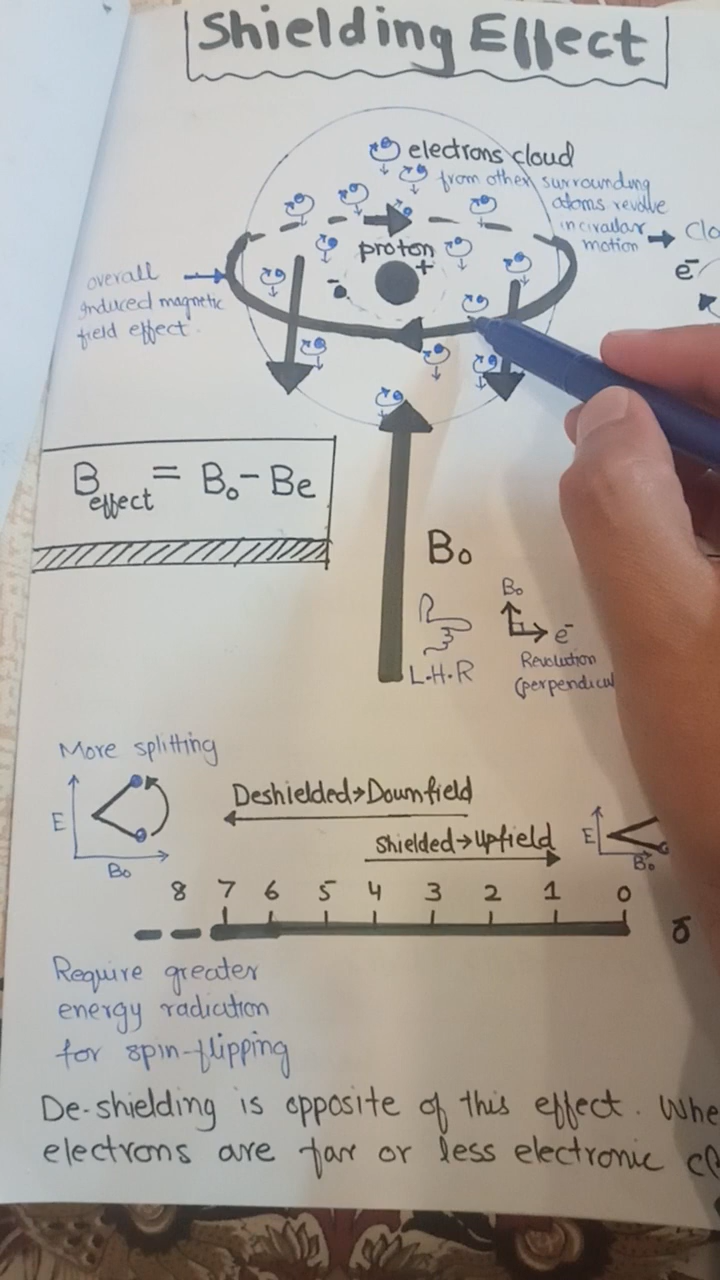 Shielding Effect
electrons cloud
from other surrounding
atoms revolve
in circular
motion →
e⁻
proton
+
-
overall
induced magnetic
field effect.
B effect = B₀ - Be
B₀
B₀
e⁻
L.H.R
Revolution
More splitting
E
B₀
Deshielded → Downfield
Shielded → Upfield
E
B₀
8 7 6 5 4 3 2 1 0
δ
Require greater
energy radiation
for spin-flipping
De-shielding is opposite of this effect.
electrons are far or less electronic